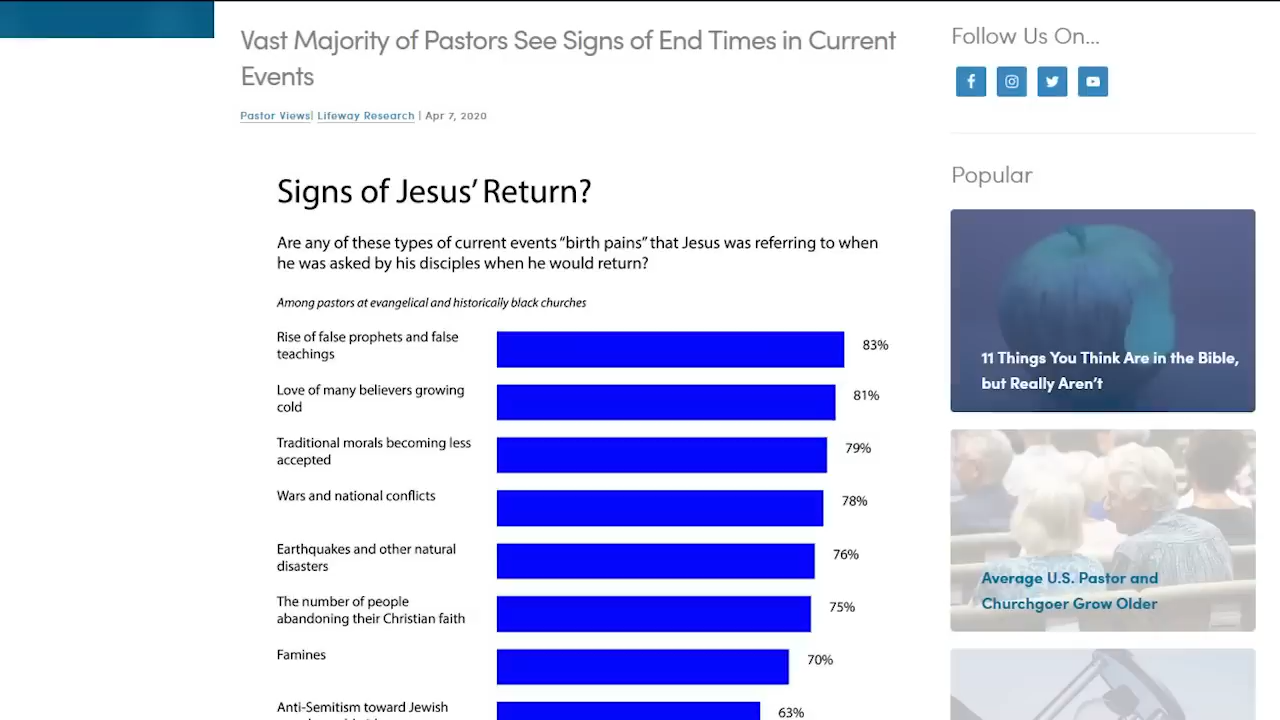 Vast Majority of Pastors See Signs of End Times in Current
Events
Pastor Views| Lifeway Research | Apr 7, 2020
Signs of Jesus’ Return?
Are any of these types of current events “birth pains” that Jesus was referring to when
he was asked by his disciples when he would return?
Among pastors at evangelical and historically black churches
Rise of false prophets and false
teachings
83%
Love of many believers growing
cold
81%
Traditional morals becoming less
accepted
79%
Wars and national conflicts
78%
Earthquakes and other natural
disasters
76%
The number of people
abandoning their Christian faith
75%
Famines
70%
Anti-Semitism toward Jewish
63%
Follow Us On...
Popular
11 Things You Think Are in the Bible,
but Really Aren’t
Average U.S. Pastor and
Churchgoer Grow Older